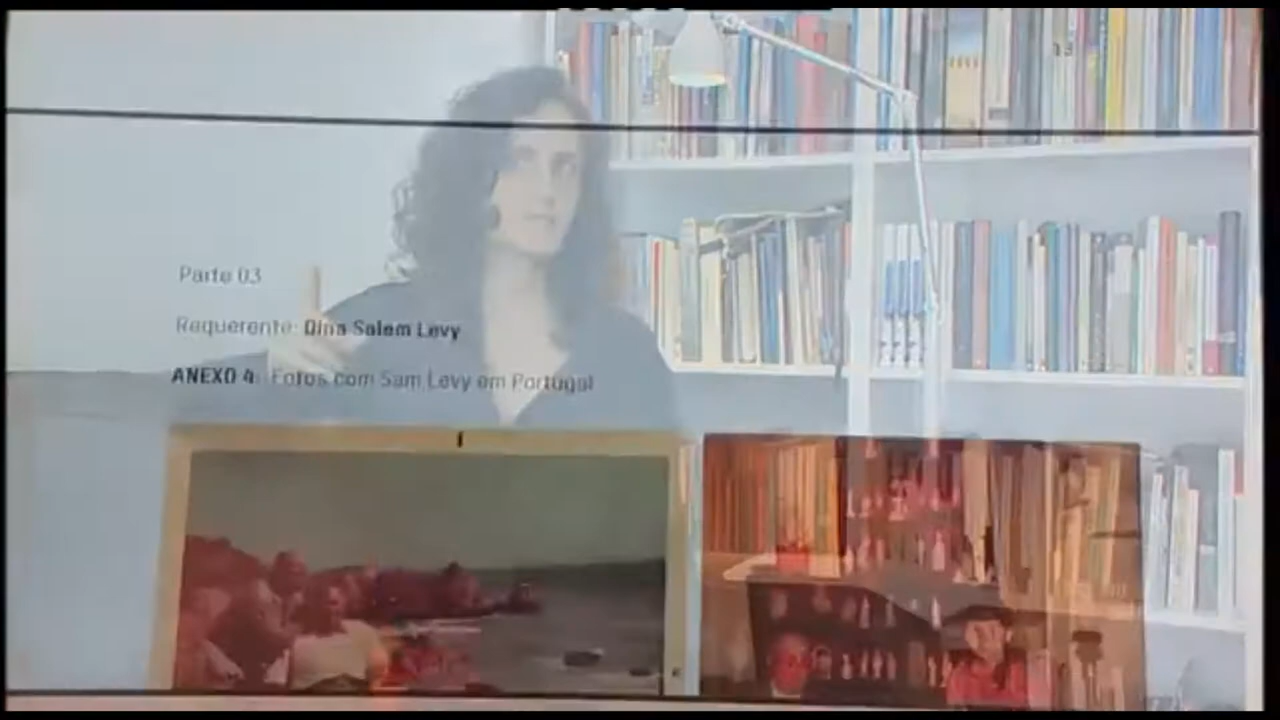 Parte 03
Requerente: Dina Salem Levy
ANEXO 4: Fotos com Sam Levy em Portugal